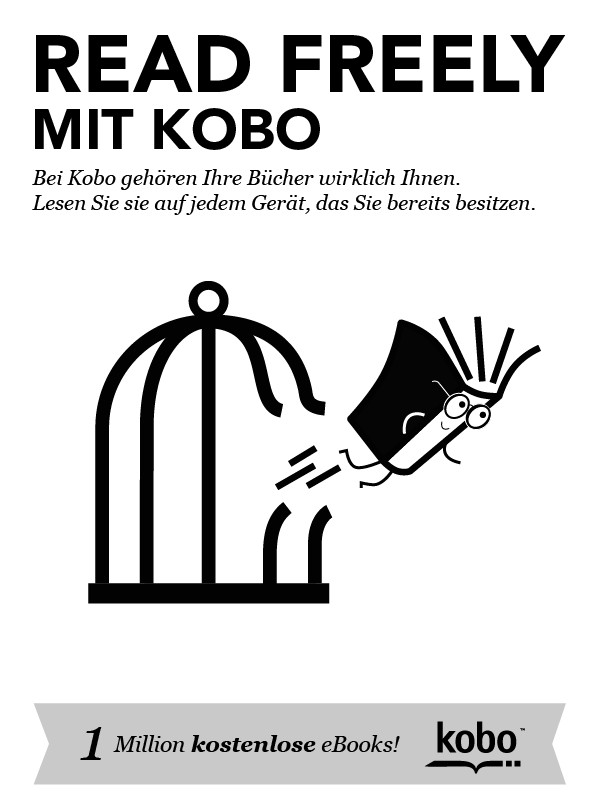 READ FREELY
MIT KOBO
Bei Kobo gehören Ihre Bücher wirklich Ihnen.
Lesen Sie sie auf jedem Gerät, das Sie bereits besitzen.
1 Million kostenlose eBooks!
kobo™